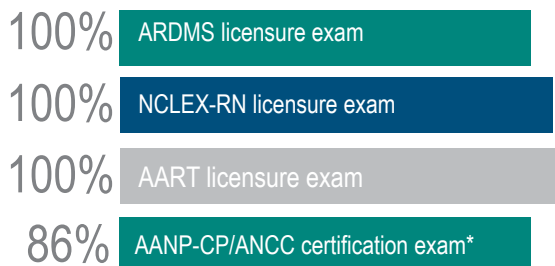 100% ARDMS licensure exam
100% NCLEX-RN licensure exam
100% AART licensure exam
86% AANP-CP/ANCC certification exam*